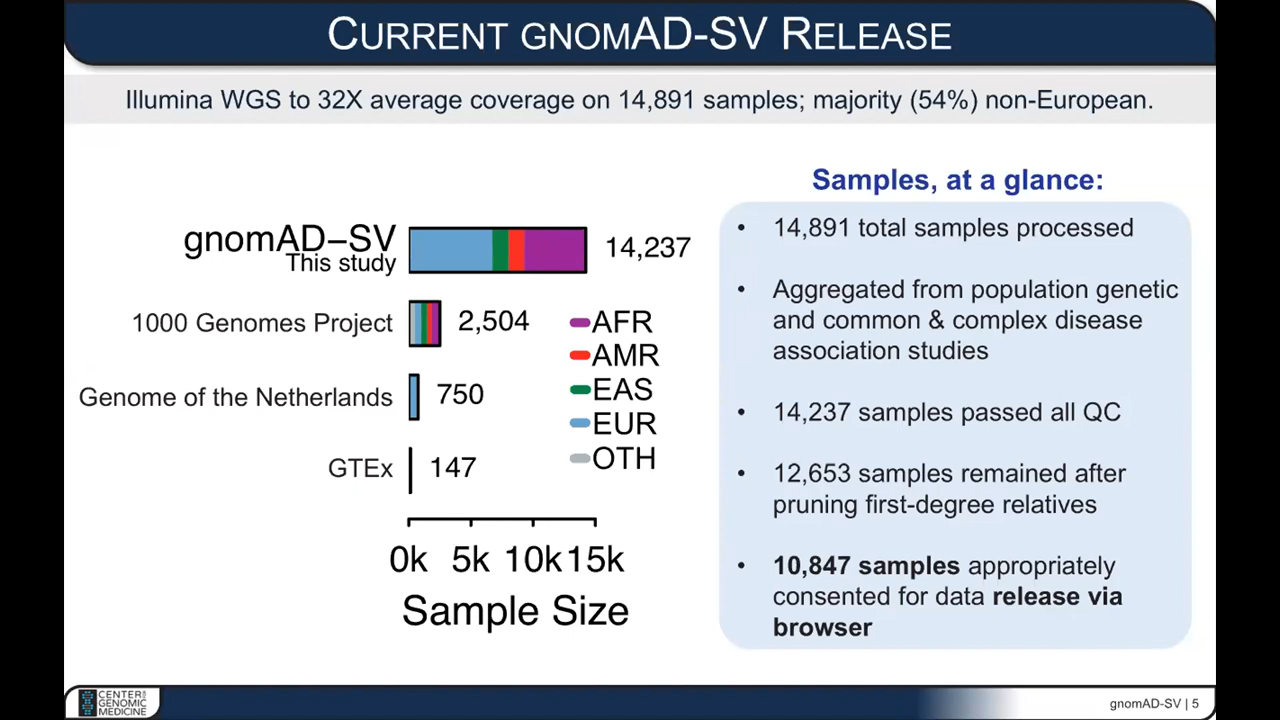 CURRENT GNOMAD-SV RELEASE
Illumina WGS to 32X average coverage on 14,891 samples; majority (54%) non-European.
gnomAD–SV
This study
14,237
1000 Genomes Project
2,504
Genome of the Netherlands
750
GTEx
147
AFR
AMR
EAS
EUR
OTH
0k 5k 10k 15k
Sample Size
Samples, at a glance:
• 14,891 total samples processed
• Aggregated from population genetic
and common & complex disease
association studies
• 14,237 samples passed all QC
• 12,653 samples remained after
pruning first-degree relatives
• 10,847 samples appropriately
consented for data release via
browser
CENTER FOR
GENOMIC
MEDICINE
gnomAD-SV | 5